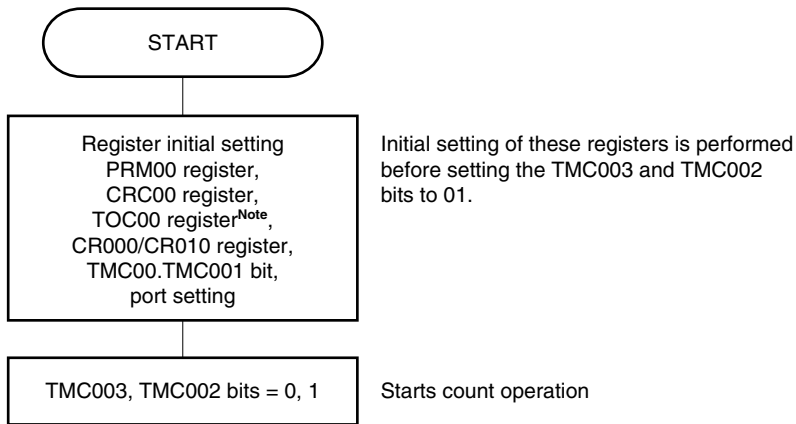 START
Register initial setting
PRM00 register,
CRC00 register,
TOC00 registerNote,
CR000/CR010 register,
TMC00.TMC001 bit,
port setting
Initial setting of these registers is performed
before setting the TMC003 and TMC002
bits to 01.
TMC003, TMC002 bits = 0, 1
Starts count operation